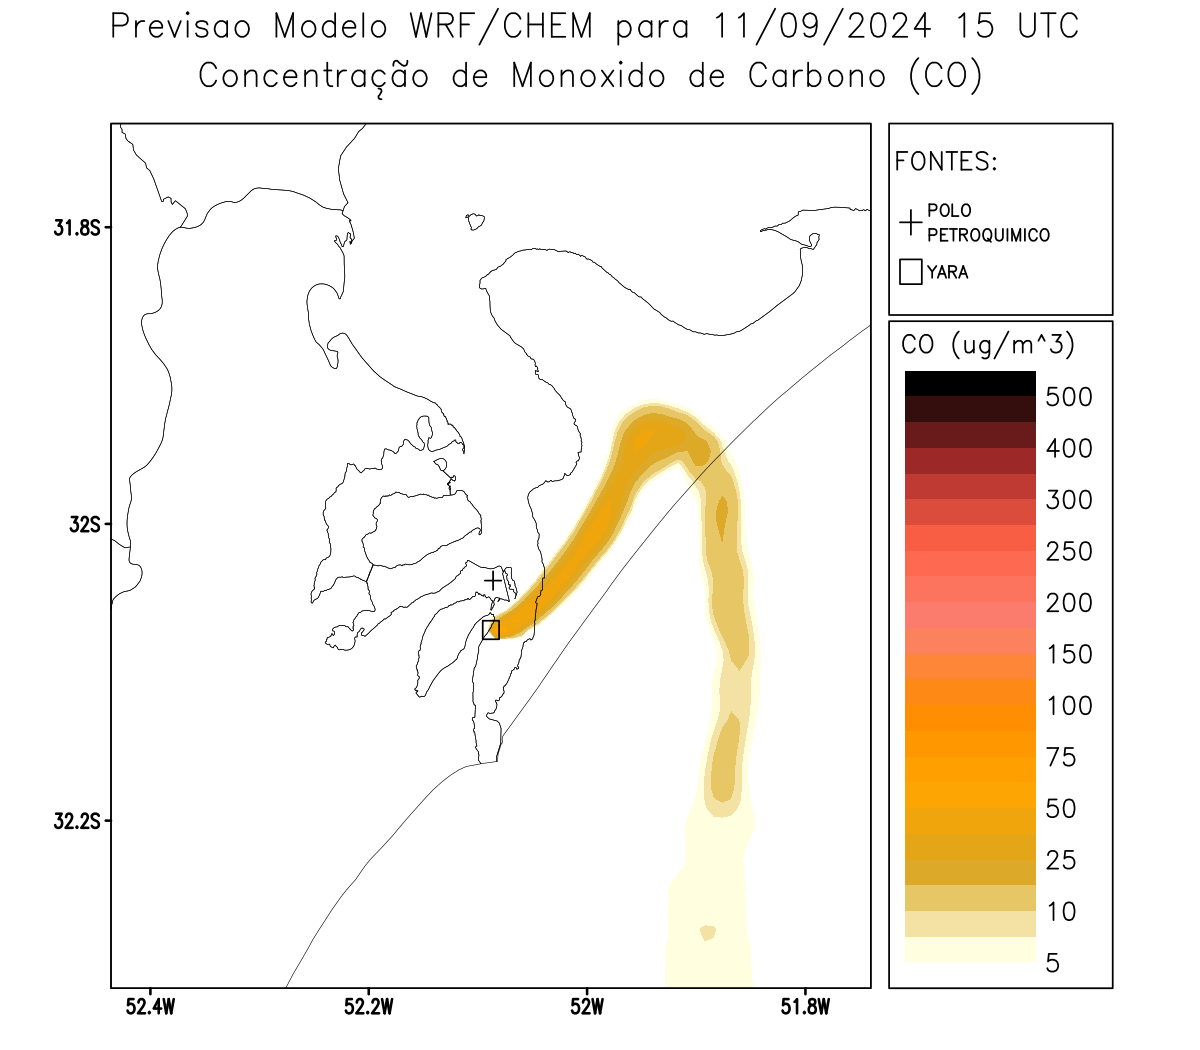 Previsao Modelo WRF/CHEM para 11/09/2024 15 UTC
Concentração de Monoxido de Carbono (CO)
FONTES:
POLO
PETROQUIMICO
YARA
CO (ug/m^3)
500
400
300
250
200
150
100
75
50
25
10
5
31.8S
32S
32.2S
52.4W
52.2W
52W
51.8W